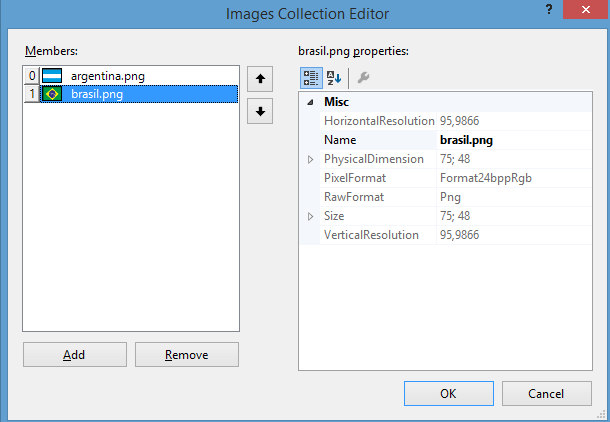 Images Collection Editor
?
Members:
0 argentina.png
1 brasil.png
Add
Remove
brasil.png properties:
A Z
Misc
HorizontalResolution 95,9866
Name brasil.png
PhysicalDimension 75; 48
PixelFormat Format24bppRgb
RawFormat Png
Size 75; 48
VerticalResolution 95,9866
OK
Cancel